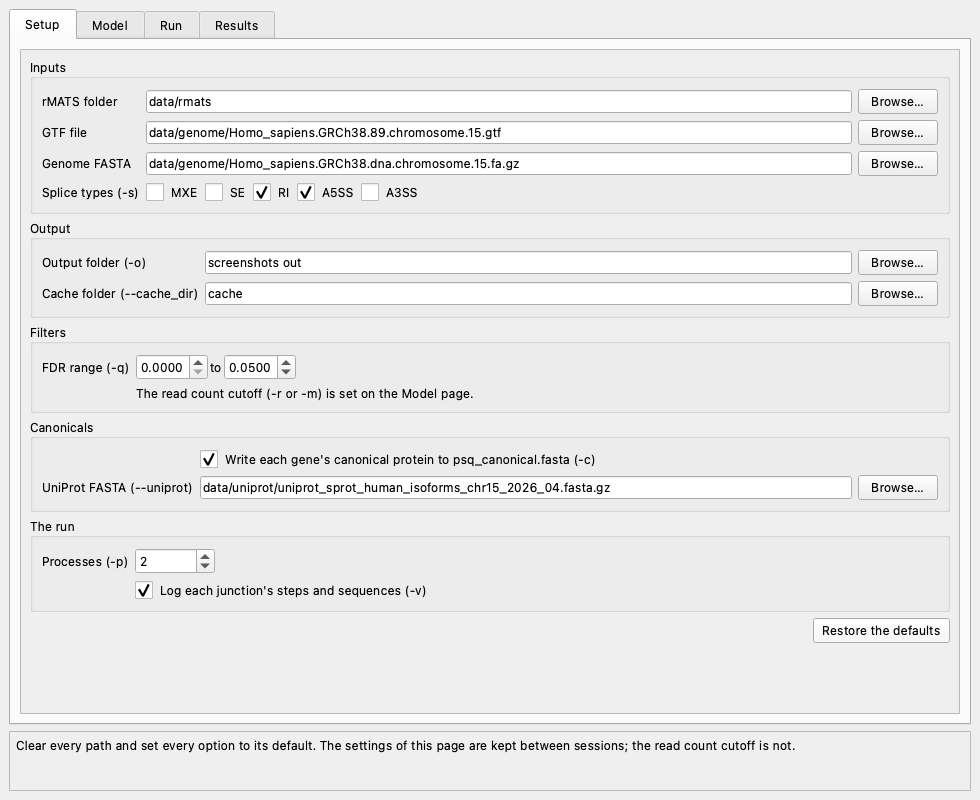 Setup Model Run Results
Inputs
rMATS folder data/rmats Browse...
GTF file data/genome/Homo_sapiens.GRCh38.89.chromosome.15.gtf Browse...
Genome FASTA data/genome/Homo_sapiens.GRCh38.dna.chromosome.15.fa.gz Browse...
Splice types (-s) MXE SE RI A5SS A3SS
Output
Output folder (-o) screenshots out Browse...
Cache folder (--cache_dir) cache Browse...
Filters
FDR range (-q) 0.0000 to 0.0500
The read count cutoff (-r or -m) is set on the Model page.
Canonicals
Write each gene's canonical protein to psq_canonical.fasta (-c)
UniProt FASTA (--uniprot) data/uniprot/uniprot_sprot_human_isoforms_chr15_2026_04.fasta.gz Browse...
The run
Processes (-p) 2
Log each junction's steps and sequences (-v)
Restore the defaults
Clear every path and set every option to its default. The settings of this page are kept between sessions; the read count cutoff is not.